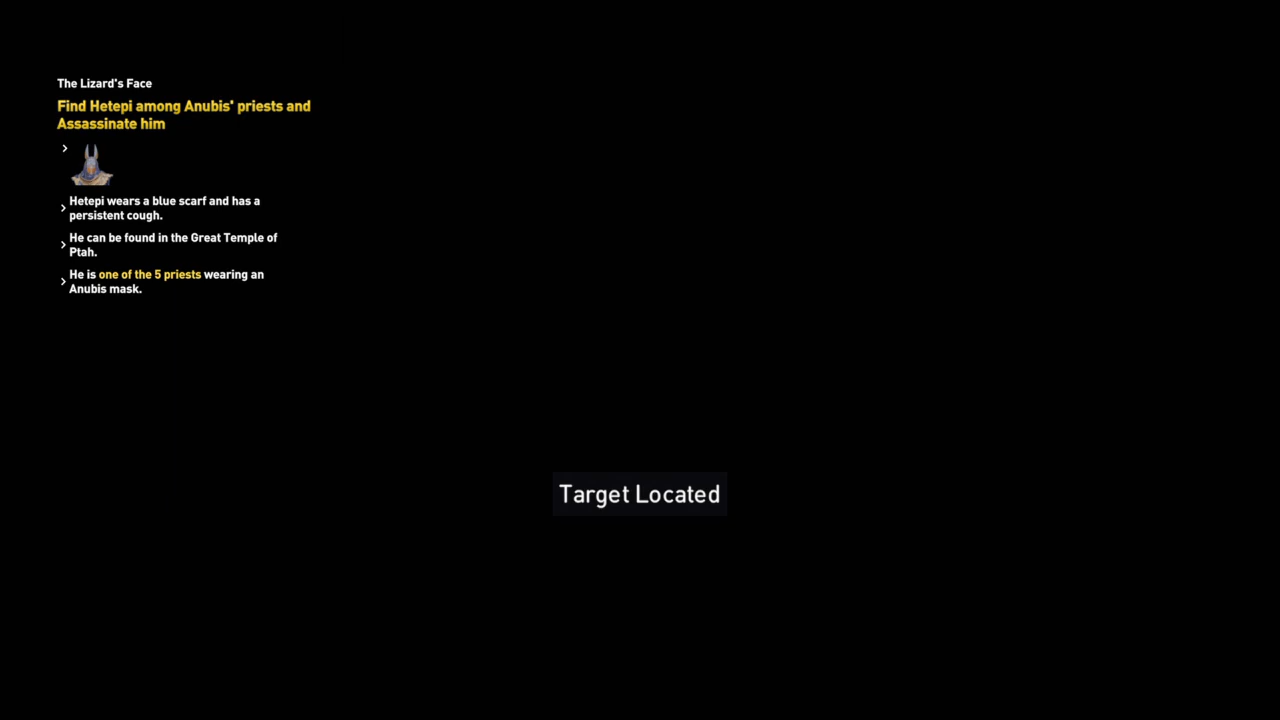 The Lizard's Face
Find Hetepi among Anubis' priests and
Assassinate him
Hetepi wears a blue scarf and has a
persistent cough.
He can be found in the Great Temple of
Ptah.
He is one of the 5 priests wearing an
Anubis mask.
Target Located